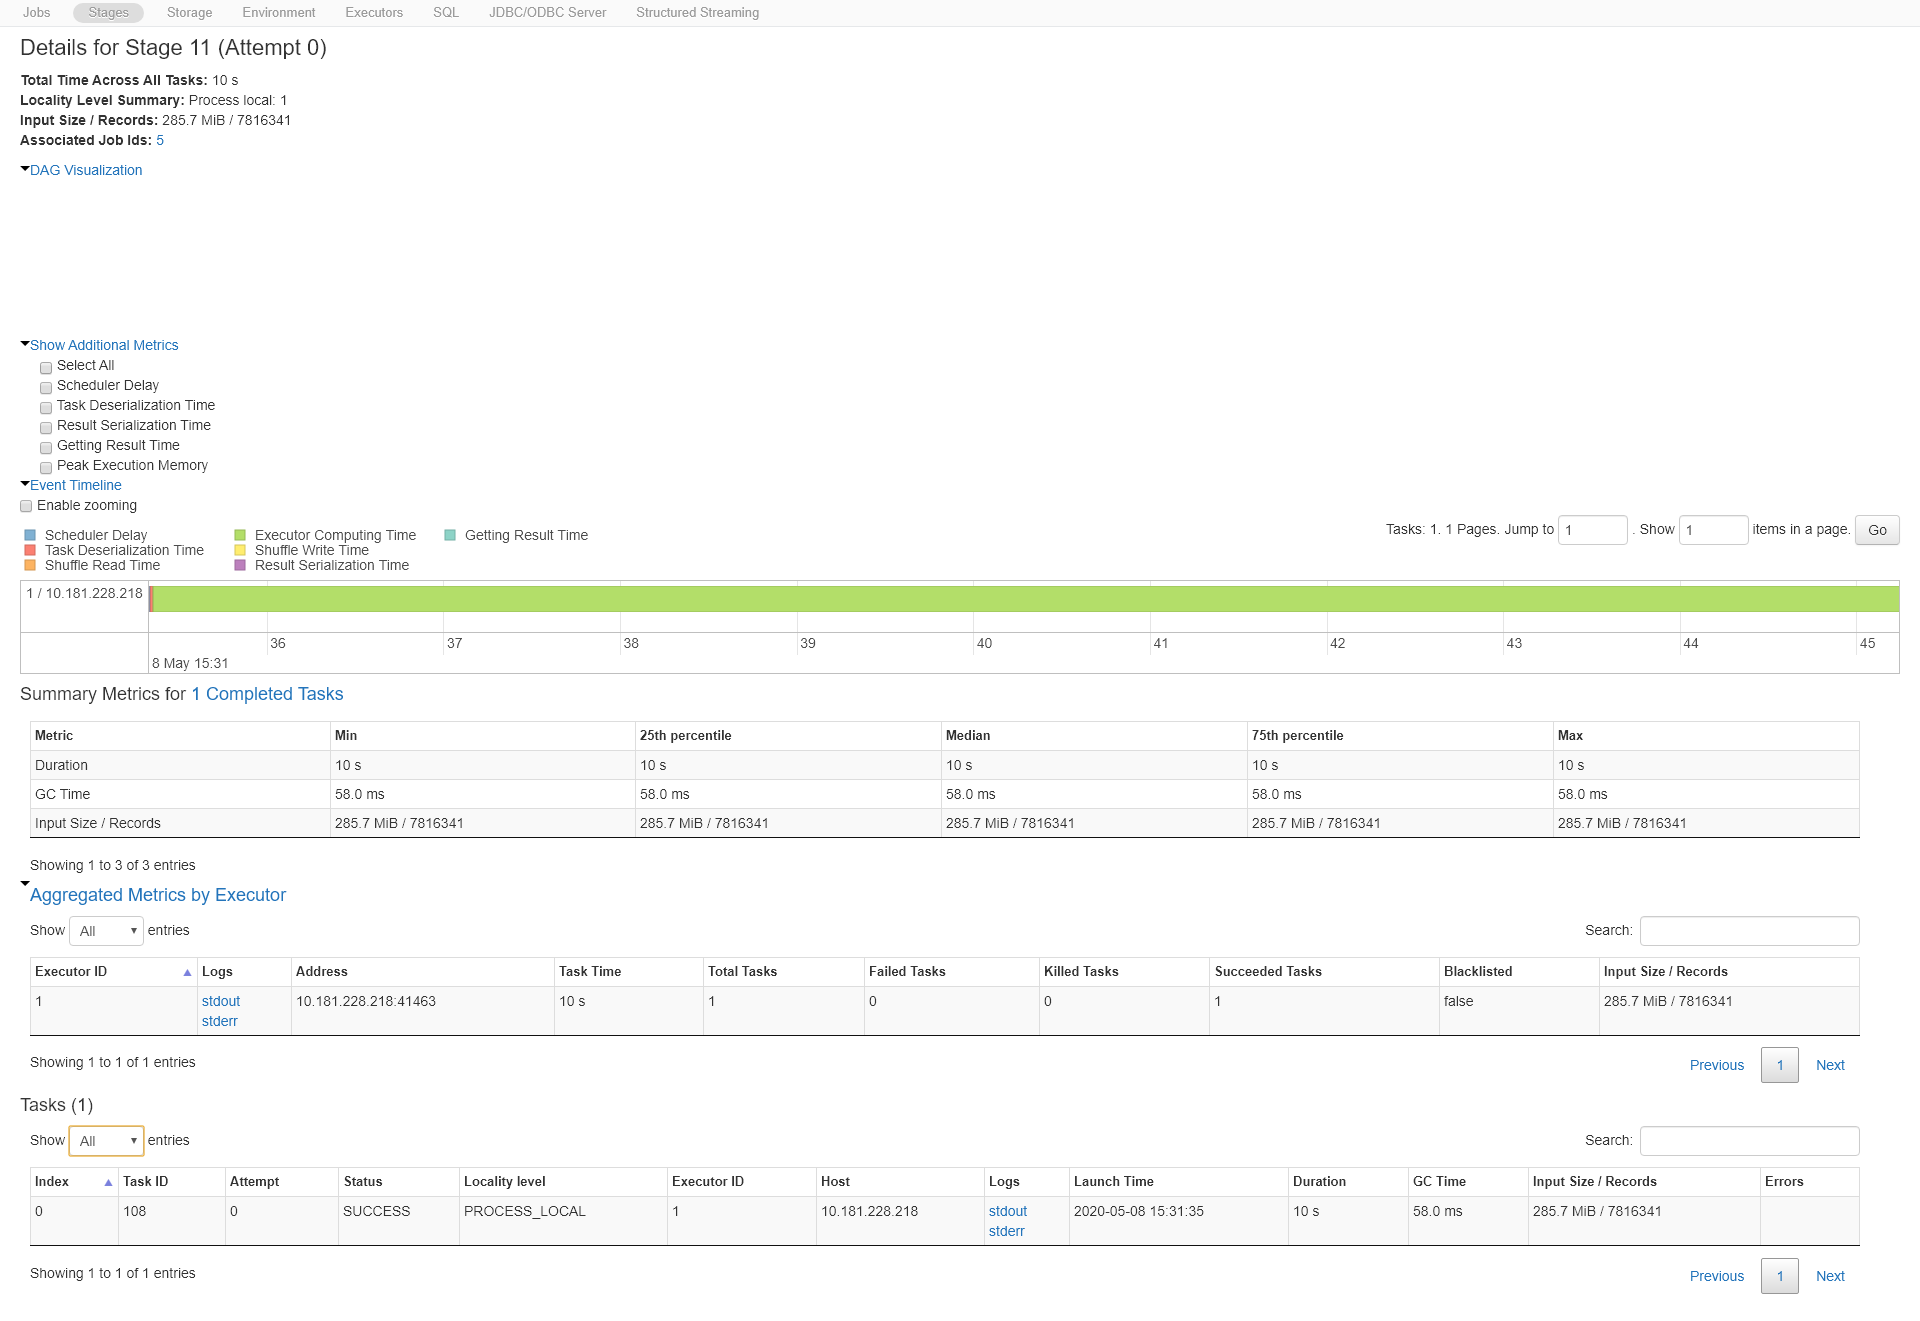 Jobs Stages Storage Environment Executors SQL JDBC/ODBC Server Structured Streaming
Details for Stage 11 (Attempt 0)
Total Time Across All Tasks: 10 s
Locality Level Summary: Process local: 1
Input Size / Records: 285.7 MiB / 7816341
Associated Job Ids: 5
DAG Visualization
Show Additional Metrics
Select All
Scheduler Delay
Task Deserialization Time
Result Serialization Time
Getting Result Time
Peak Execution Memory
Event Timeline
Enable zooming
Tasks: 1. 1 Pages. Jump to 1 . Show 1 items in a page. Go
Scheduler Delay Executor Computing Time Getting Result Time
Task Deserialization Time Shuffle Write Time
Shuffle Read Time Result Serialization Time
1 / 10.181.228.218
36 37 38 39 40 41 42 43 44 45
8 May 15:31
Summary Metrics for 1 Completed Tasks
Metric Min 25th percentile Median 75th percentile Max
Duration 10 s 10 s 10 s 10 s 10 s
GC Time 58.0 ms 58.0 ms 58.0 ms 58.0 ms 58.0 ms
Input Size / Records 285.7 MiB / 7816341 285.7 MiB / 7816341 285.7 MiB / 7816341 285.7 MiB / 7816341 285.7 MiB / 7816341
Showing 1 to 3 of 3 entries
Aggregated Metrics by Executor
Show All entries Search:
Executor ID Logs Address Task Time Total Tasks Failed Tasks Killed Tasks Succeeded Tasks Blacklisted Input Size / Records
1 stdout 10.181.228.218:41463 10 s 1 0 0 1 false 285.7 MiB / 7816341
stderr
Showing 1 to 1 of 1 entries Previous 1 Next
Tasks (1)
Show All entries Search:
Index Task ID Attempt Status Locality level Executor ID Host Logs Launch Time Duration GC Time Input Size / Records Errors
0 108 0 SUCCESS PROCESS_LOCAL 1 10.181.228.218 stdout 2020-05-08 15:31:35 10 s 58.0 ms 285.7 MiB / 7816341
stderr
Showing 1 to 1 of 1 entries Previous 1 Next